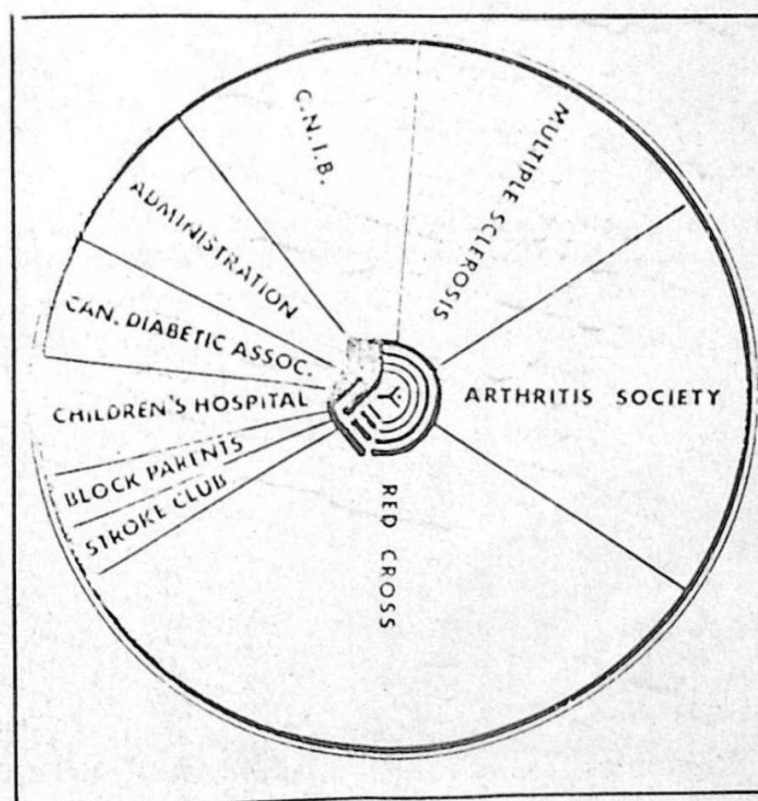 C.N.I.B.
MULTIPLE SCLEROSIS
ADMINISTRATION
CAN. DIABETIC ASSOC.
ARTHRITIS SOCIETY
CHILDREN'S HOSPITAL
BLOCK PARENTS
STROKE CLUB
RED CROSS